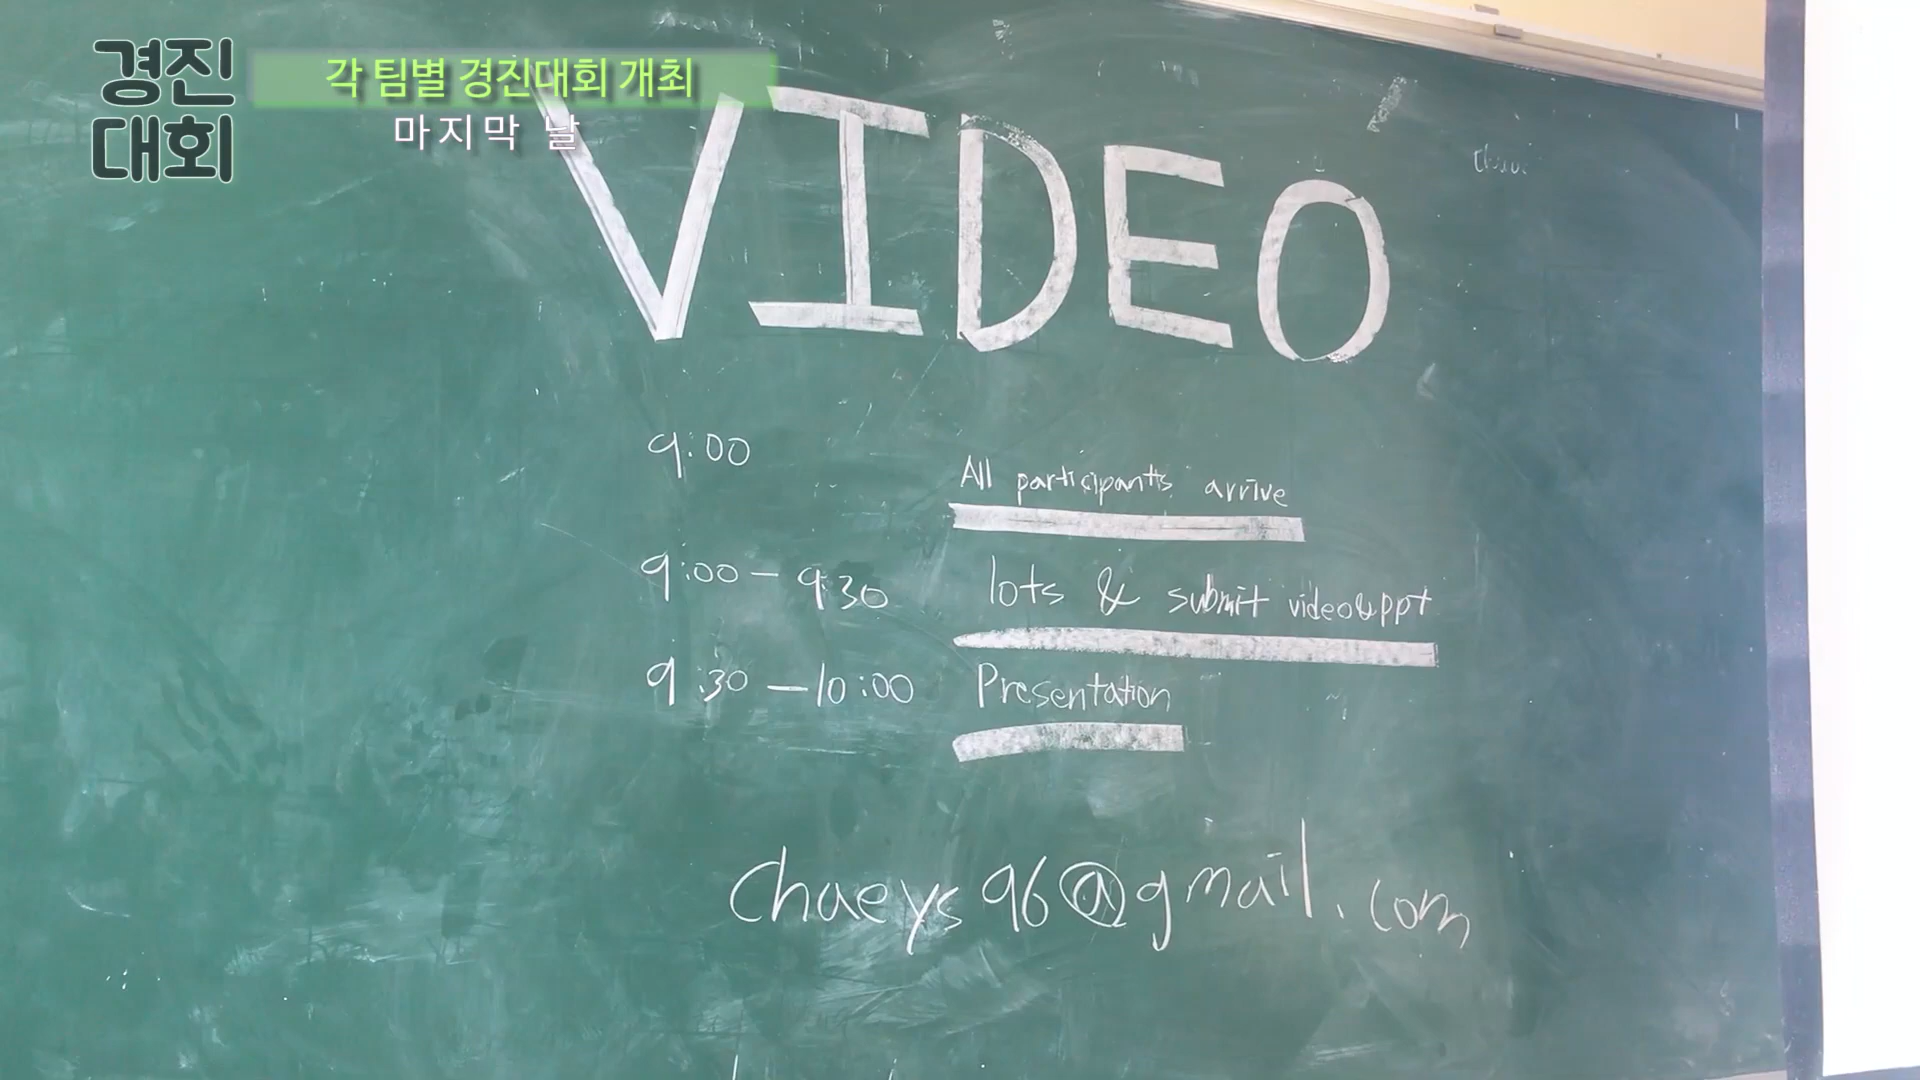 경진
대회
각 팀별 경진대회 개최
마지막 날
VIDEO
9:00 All participants arrive
9:00 - 9:30 lots & submit video&ppt
9:30 - 10:00 Presentation
chaeys96@gmail.com